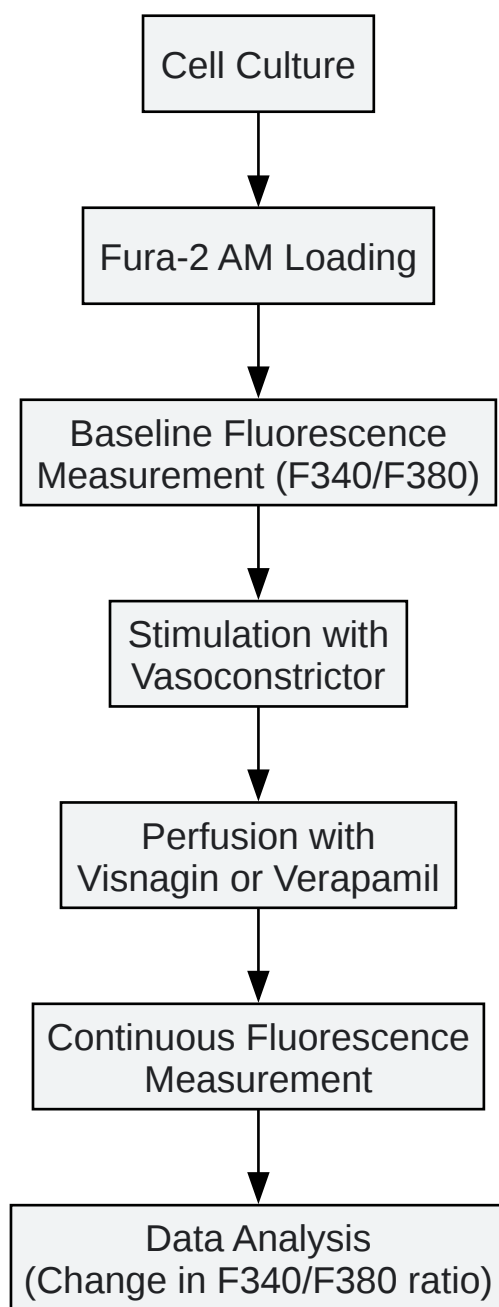 Cell Culture
Fura-2 AM Loading
Baseline Fluorescence
Measurement (F340/F380)
Stimulation with
Vasoconstrictor
Perfusion with
Visnagin or Verapamil
Continuous Fluorescence
Measurement
Data Analysis
(Change in F340/F380 ratio)